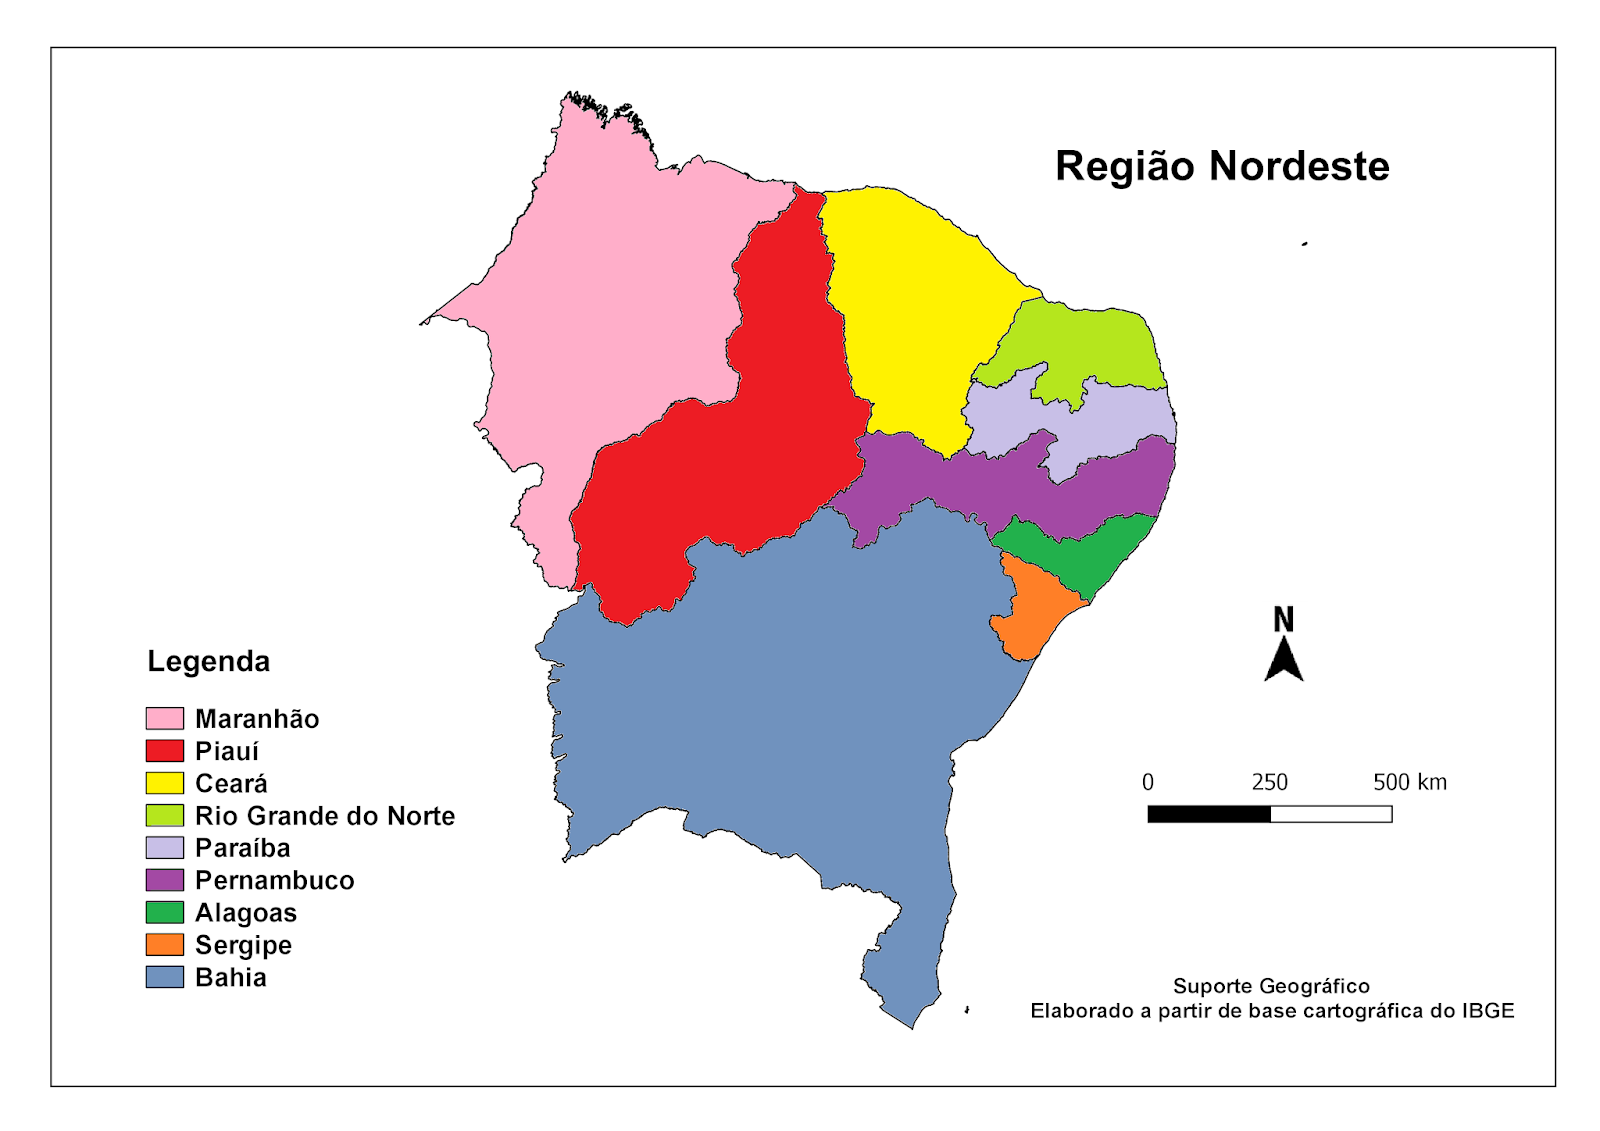 Região Nordeste
N
Legenda
Maranhão
Piauí
Ceará
Rio Grande do Norte
Paraíba
Pernambuco
Alagoas
Sergipe
Bahia
0 250 500 km
Suporte Geográfico
Elaborado a partir de base cartográfica do IBGE